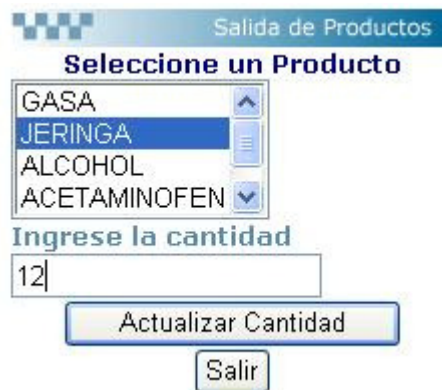 Salida de Productos
Seleccione un Producto
GASA
JERINGA
ALCOHOL
ACETAMINOFEN
Ingrese la cantidad
12
Actualizar Cantidad
Salir